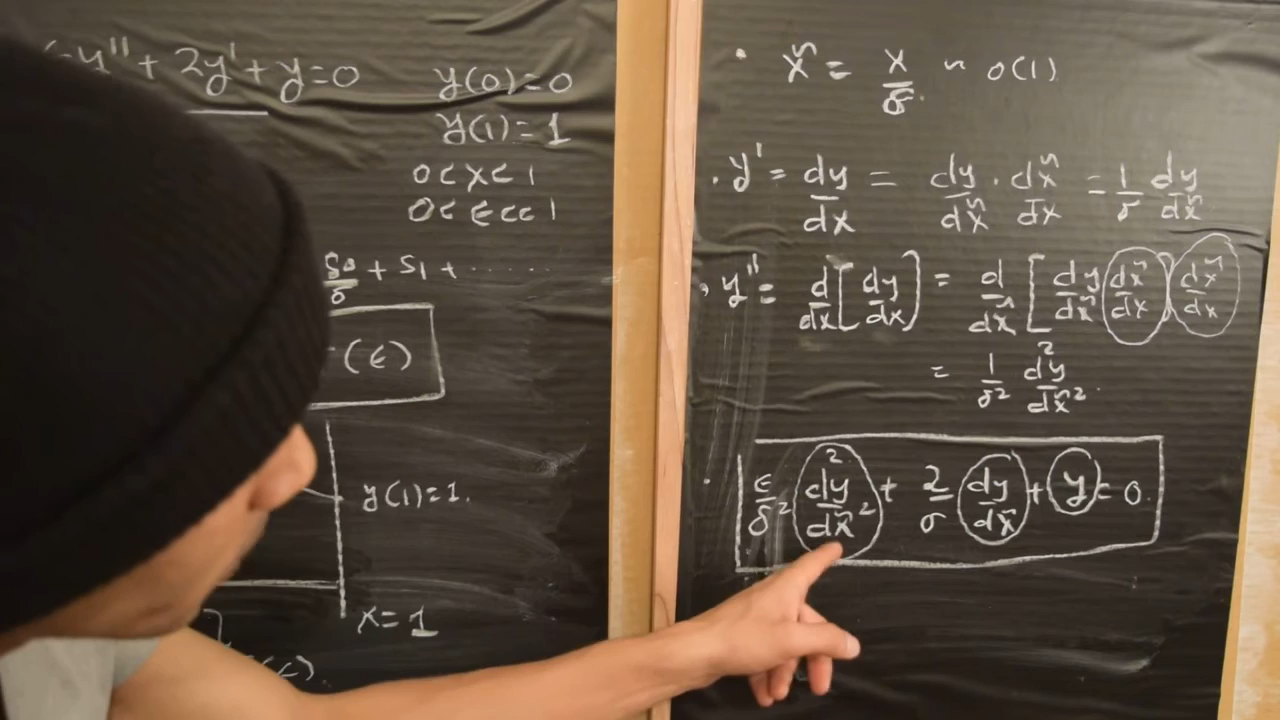 εy'' + 2y' + y = 0
y(0) = 0
y(1) = 1
0 < x < 1
0 < ε << 1
S₀/δ + S₁ + ......
(ε)
y(1) = 1.
x = 1
(ε).
• x̃ = x/δ. ~ O(1)
• y' = dy/dx = dy/dx̃ · dx̃/dx = 1/δ dy/dx̃
• y'' = d/dx [dy/dx] = d/dx̃ [dy/dx̃ dx̃/dx] dx̃/dx
= 1/δ² d²y/dx̃².
• ε/δ² d²y/dx̃² + 2/δ dy/dx̃ + y = 0.